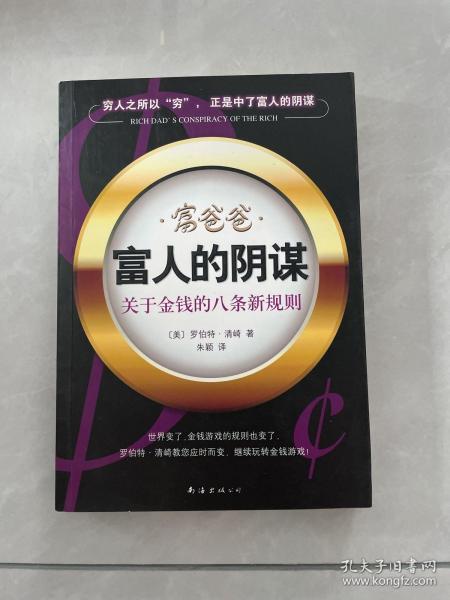 穷人之所以“穷”，正是中了富人的阴谋
RICH DAD'S CONSPIRACY OF THE RICH
·富爸爸·
富人的阴谋
关于金钱的八条新规则
〔美〕罗伯特·清崎 著
朱颖 译
世界变了，金钱游戏的规则也变了，
罗伯特·清崎教您应时而变，继续玩转金钱游戏！
南海出版公司
孔夫子旧书网
www.kongfz.com